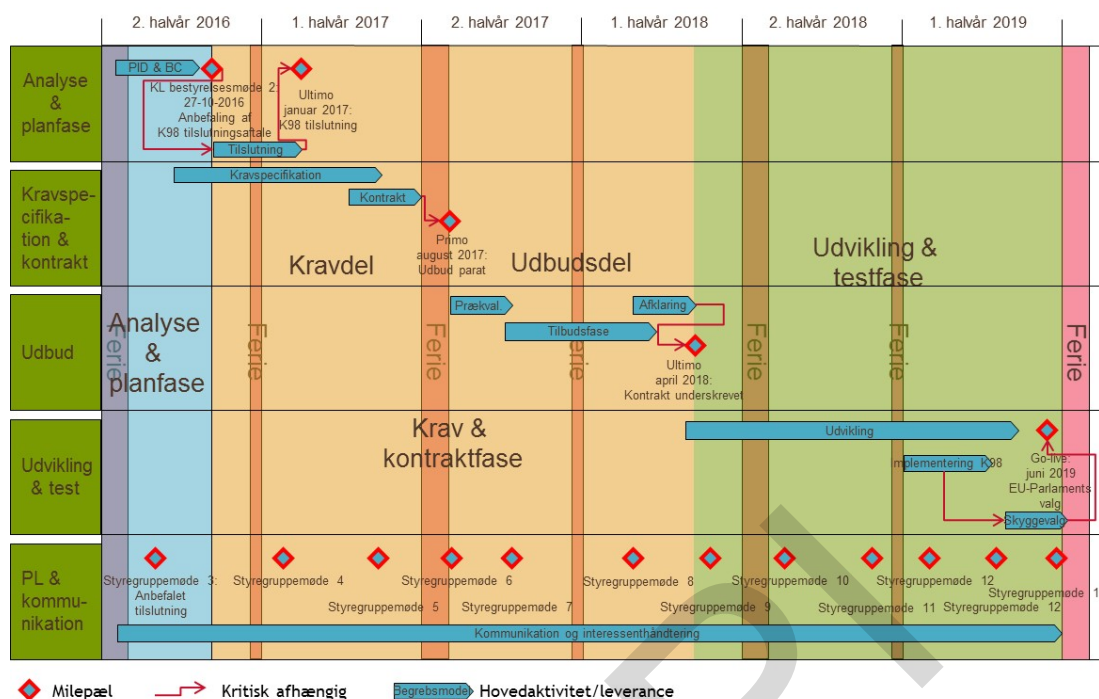 2. halvår 2016
1. halvår 2017
2. halvår 2017
1. halvår 2018
2. halvår 2018
1. halvår 2019
Analyse
&
planfase
PID & BC
KL bestyrelsesmøde 2:
27-10-2016
Anbefaling af
K98 tilslutningsaftale
Tilslutning
Ultimo
januar 2017:
K98 tilslutning
Kravspe-
cifika-
tion &
kontrakt
Kravspecifikation
Kontrakt
Primo
august 2017:
Udbud parat
Kravdel
Udbudsdel
Udvikling &
testfase
Udbud
Ferie
Analyse
&
planfase
Ferie
Ferie
Ferie
Ferie
Ferie
Ferie
Prækval.
Tilbudsfase
Afklaring
Ultimo
april 2018:
Kontrakt underskrevet
Krav &
kontraktfase
Udvikling
& test
Udvikling
mplementering K98
Skyggevalg
Go-live:
juni 2019
EU-Parlaments
valg
PL &
kommu-
nikation
Styregruppemøde 3:
Anbefalet
tilslutning
Styregruppemøde 4
Styregruppemøde 5
Styregruppemøde 6
Styregruppemøde 7
Styregruppemøde 8
Styregruppemøde 9
Styregruppemøde 10
Styregruppemøde 11
Styregruppemøde 12
Styregruppemøde 12
Styregruppemøde 1
Kommunikation og interessenthåndtering
Milepæl
Kritisk afhængig
Begrebsmodel
Hovedaktivitet/leverance